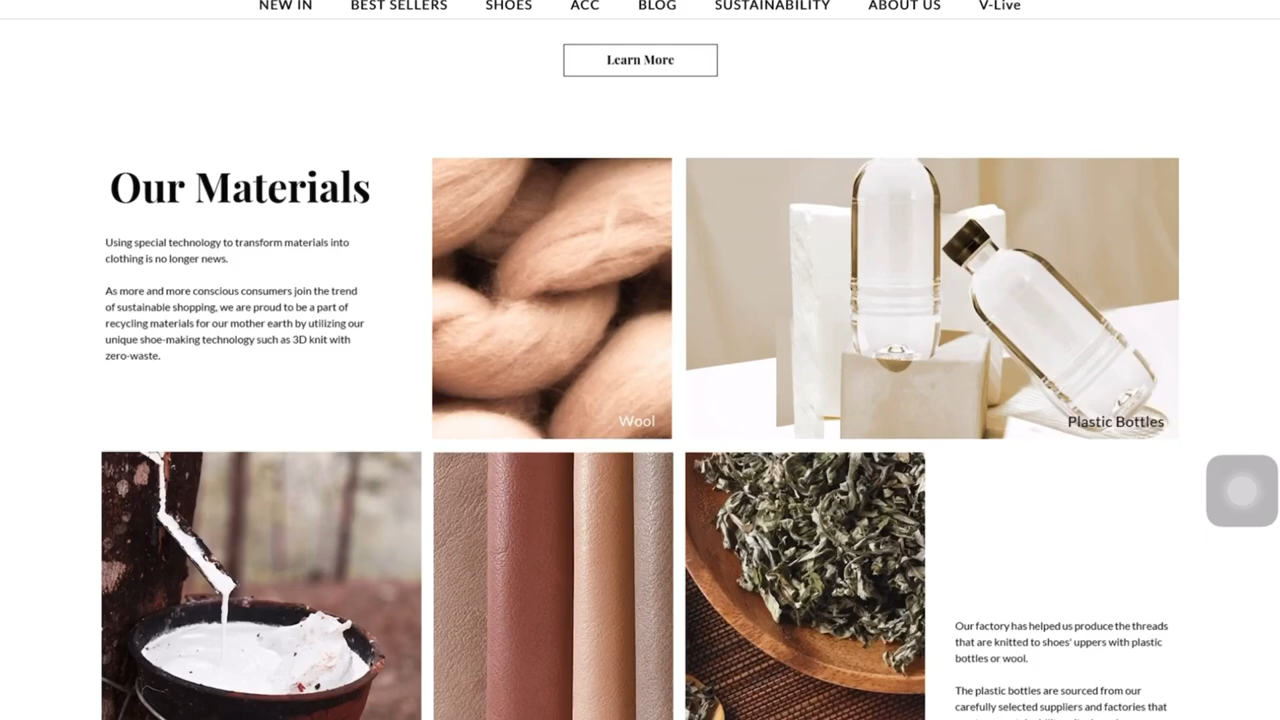 NEW IN BEST SELLERS SHOES ACC BLOG SUSTAINABILITY ABOUT US V-Live
Learn More
Our Materials
Using special technology to transform materials into
clothing is no longer news.
As more and more conscious consumers join the trend
of sustainable shopping, we are proud to be a part of
recycling materials for our mother earth by utilizing our
unique shoe-making technology such as 3D knit with
zero-waste.
Wool
Plastic Bottles
Our factory has helped us produce the threads
that are knitted to shoes' uppers with plastic
bottles or wool.
The plastic bottles are sourced from our
carefully selected suppliers and factories that